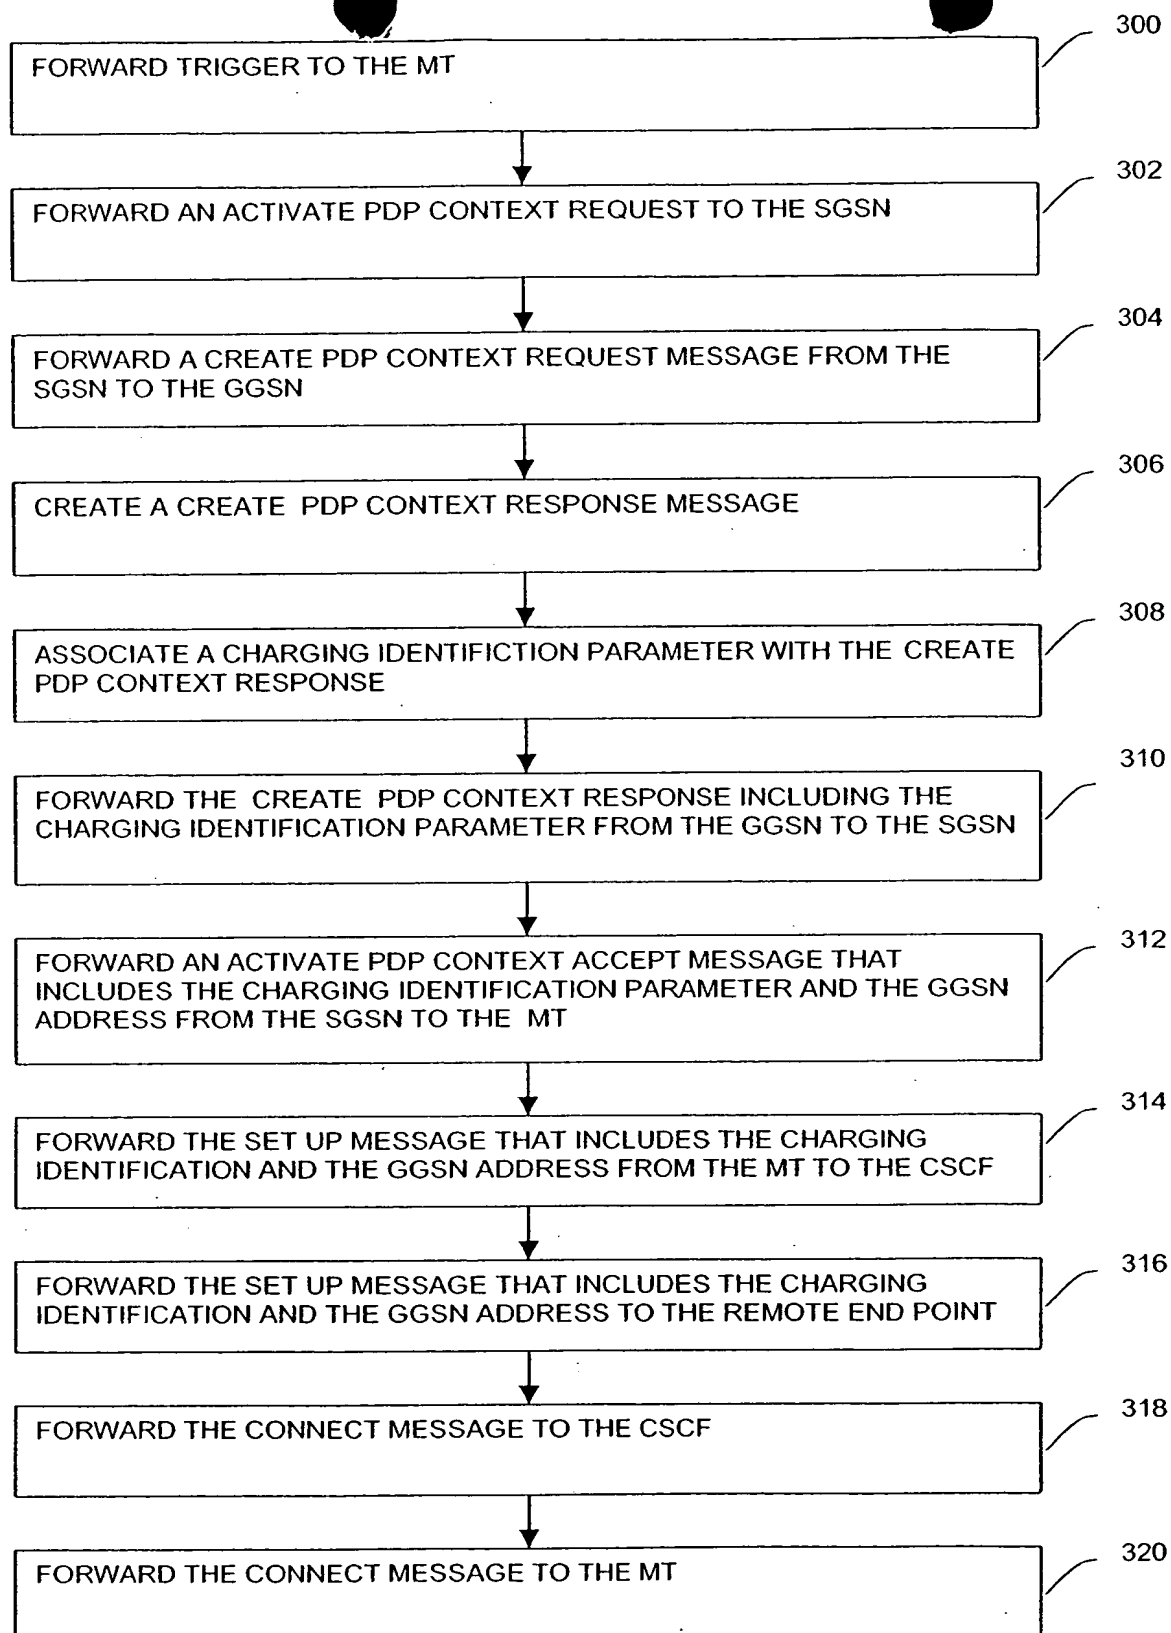 300
FORWARD TRIGGER TO THE MT
302
FORWARD AN ACTIVATE PDP CONTEXT REQUEST TO THE SGSN
304
FORWARD A CREATE PDP CONTEXT REQUEST MESSAGE FROM THE
SGSN TO THE GGSN
306
CREATE A CREATE PDP CONTEXT RESPONSE MESSAGE
308
ASSOCIATE A CHARGING IDENTIFICTION PARAMETER WITH THE CREATE
PDP CONTEXT RESPONSE
310
FORWARD THE CREATE PDP CONTEXT RESPONSE INCLUDING THE
CHARGING IDENTIFICATION PARAMETER FROM THE GGSN TO THE SGSN
312
FORWARD AN ACTIVATE PDP CONTEXT ACCEPT MESSAGE THAT
INCLUDES THE CHARGING IDENTIFICATION PARAMETER AND THE GGSN
ADDRESS FROM THE SGSN TO THE MT
314
FORWARD THE SET UP MESSAGE THAT INCLUDES THE CHARGING
IDENTIFICATION AND THE GGSN ADDRESS FROM THE MT TO THE CSCF
316
FORWARD THE SET UP MESSAGE THAT INCLUDES THE CHARGING
IDENTIFICATION AND THE GGSN ADDRESS TO THE REMOTE END POINT
318
FORWARD THE CONNECT MESSAGE TO THE CSCF
320
FORWARD THE CONNECT MESSAGE TO THE MT